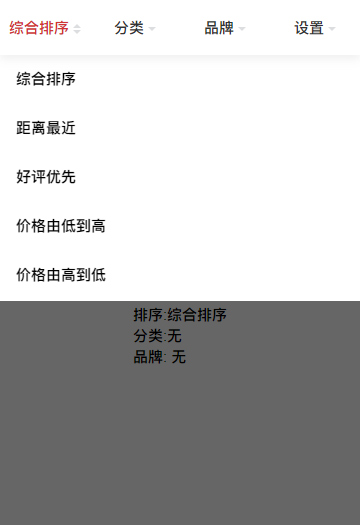 综合排序 分类 品牌 设置
综合排序
距离最近
好评优先
价格由低到高
价格由高到低
排序:综合排序
分类:无
品牌: 无